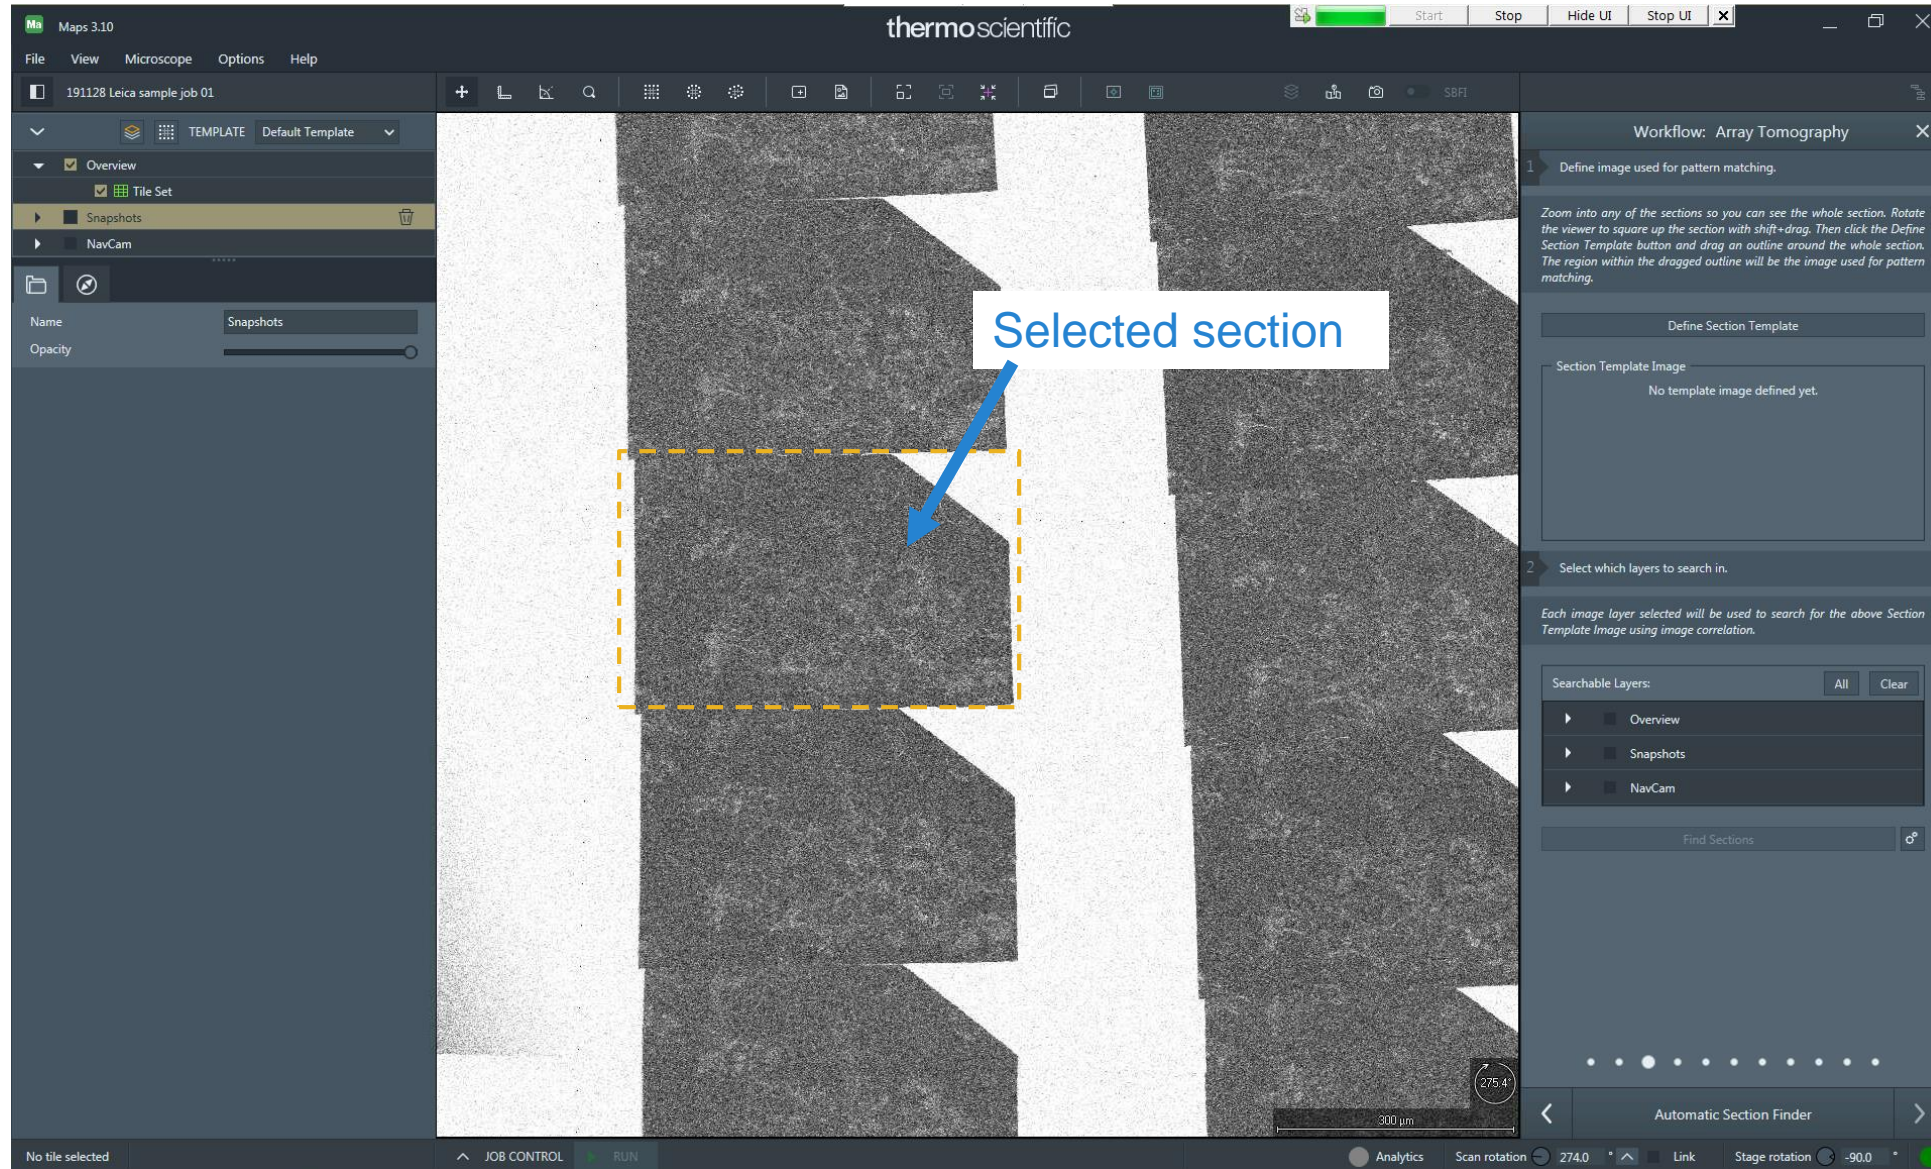 Ma Maps 3.10
thermoscientific
Start Stop Hide UI Stop UI X
File View Microscope Options Help
191128 Leica sample job 01
SBFI
TEMPLATE Default Template
Overview
Tile Set
Snapshots
NavCam
Name Snapshots
Opacity
Selected section
275.4°
300 µm
Workflow: Array Tomography
1 Define image used for pattern matching.
Zoom into any of the sections so you can see the whole section. Rotate
the viewer to square up the section with shift+drag. Then click the Define
Section Template button and drag an outline around the whole section.
The region within the dragged outline will be the image used for pattern
matching.
Define Section Template
Section Template Image
No template image defined yet.
2 Select which layers to search in.
Each image layer selected will be used to search for the above Section
Template Image using image correlation.
Searchable Layers: All Clear
Overview
Snapshots
NavCam
Find Sections
Automatic Section Finder
No tile selected
JOB CONTROL RUN
Analytics Scan rotation 274.0 ° Link Stage rotation -90.0 °